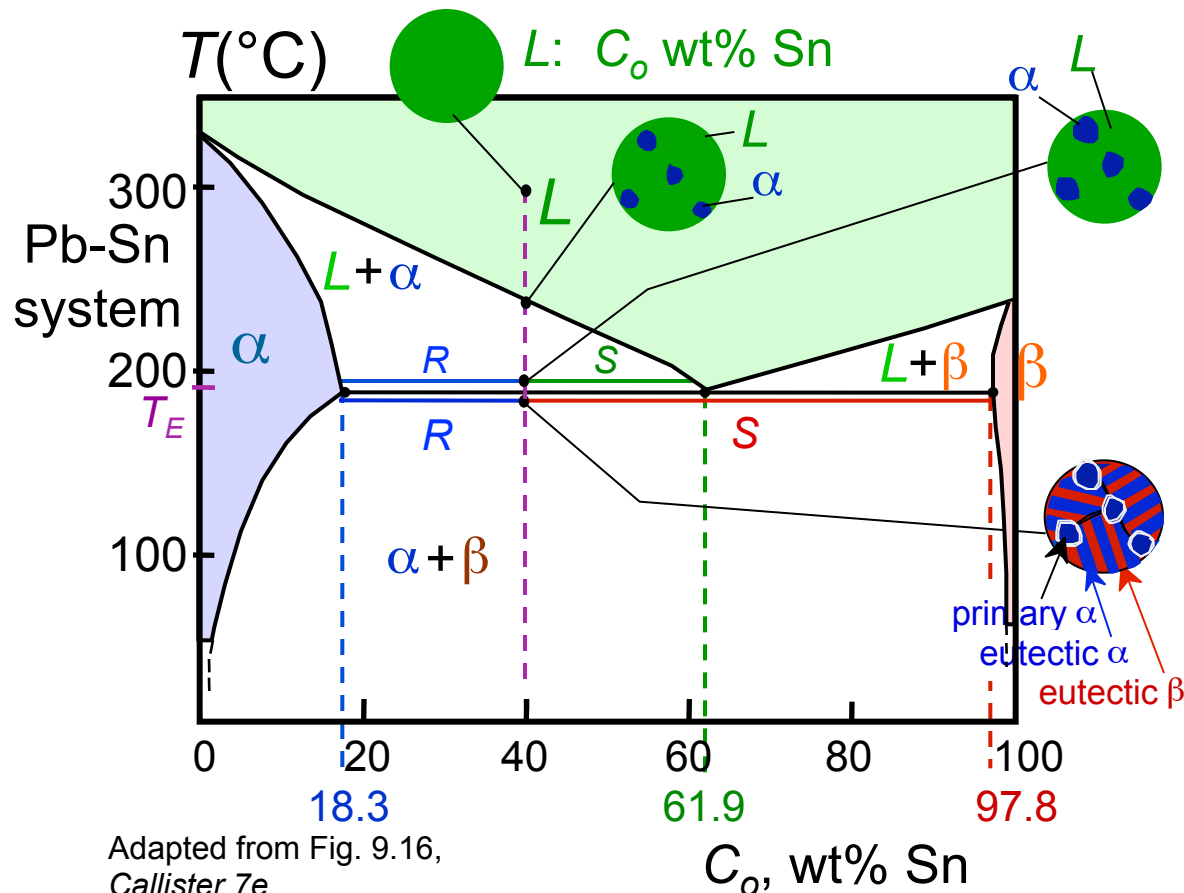 T(°C)
L: Cₒ wt% Sn
α
L
L
α
300
L
Pb-Sn
system
L+α
α
200
R
S
L+β
β
T_E
R
S
100
α+β
primary α
eutectic α
eutectic β
0
20
40
60
80
100
18.3
61.9
97.8
Adapted from Fig. 9.16,
Callister 7e
Cₒ, wt% Sn